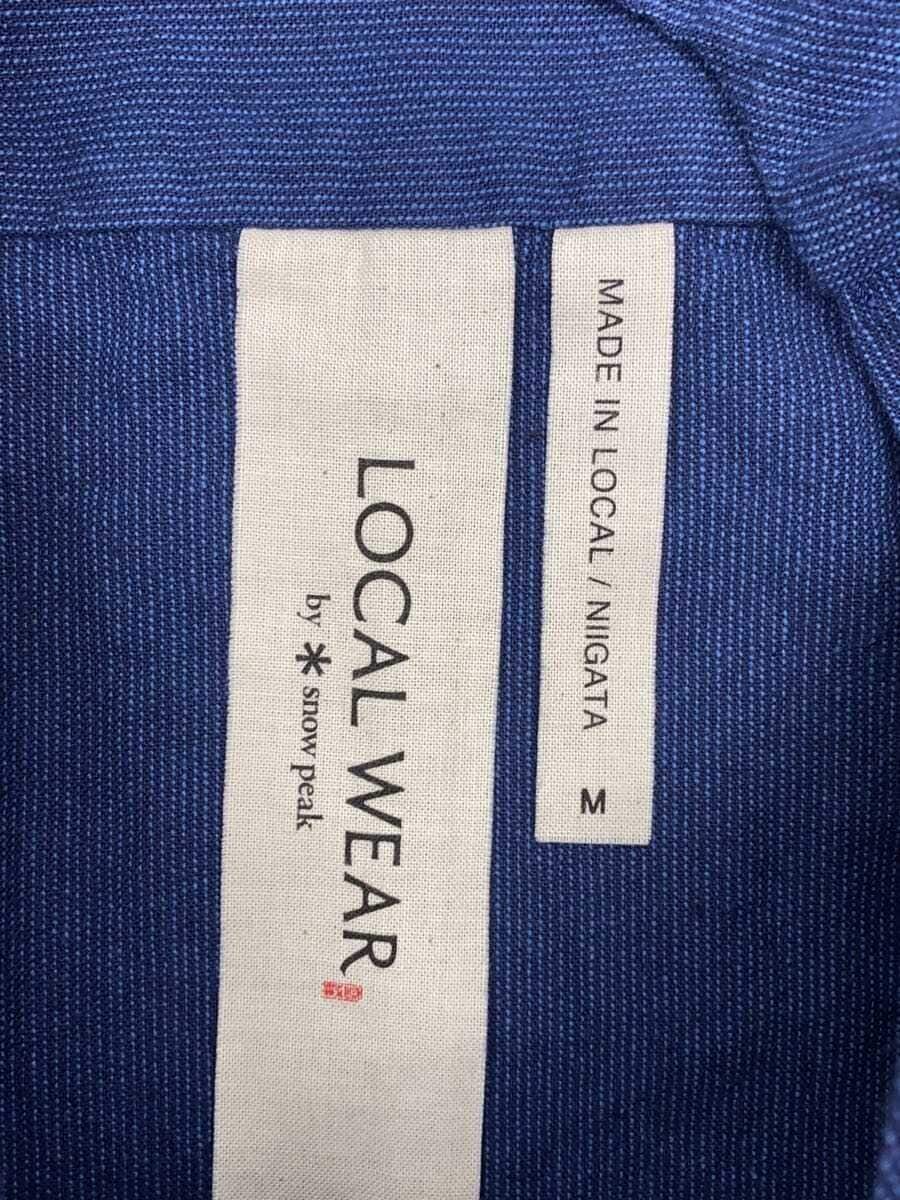 LOCAL WEAR
by * snow peak
MADE IN LOCAL / NIIGATA M